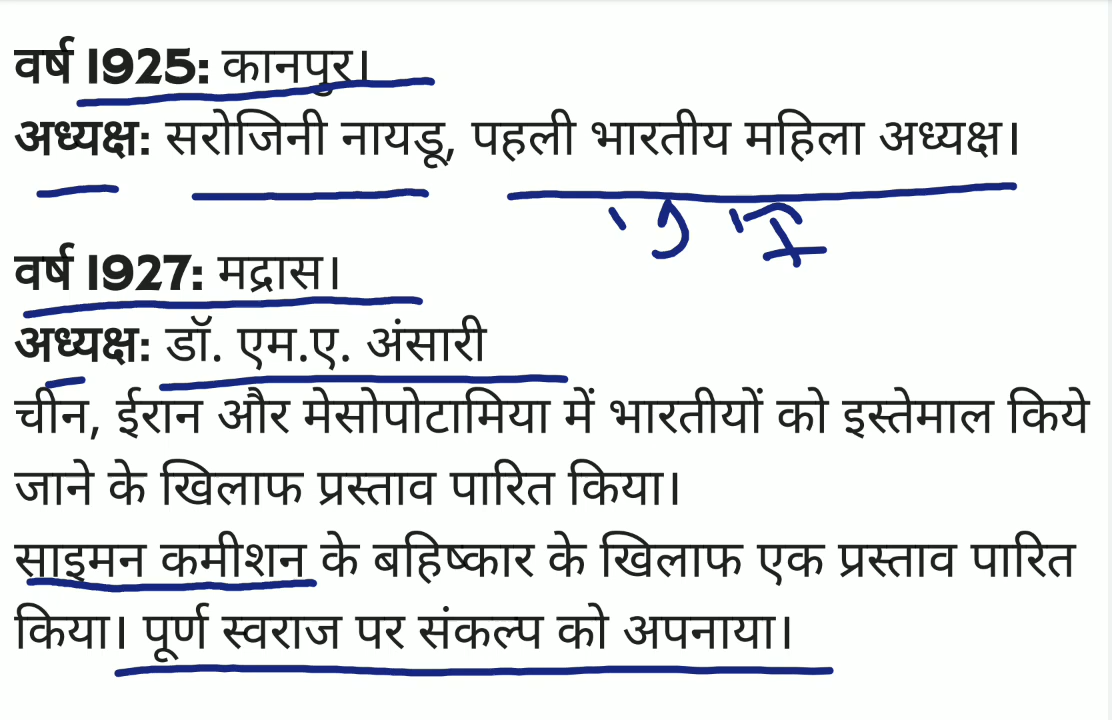 वर्ष 1925: कानपुर।
अध्यक्ष: सरोजिनी नायडू, पहली भारतीय महिला अध्यक्ष।
वर्ष 1927: मद्रास।
अध्यक्ष: डॉ. एम.ए. अंसारी
चीन, ईरान और मेसोपोटामिया में भारतीयों को इस्तेमाल किये
जाने के खिलाफ प्रस्ताव पारित किया।
साइमन कमीशन के बहिष्कार के खिलाफ एक प्रस्ताव पारित
किया। पूर्ण स्वराज पर संकल्प को अपनाया।